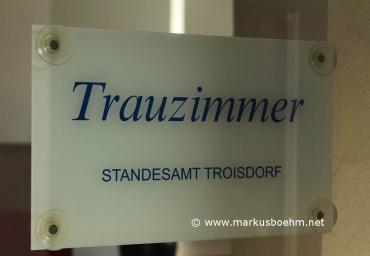 Trauzimmer
STANDESAMT TROISDORF
© www.markusboehm.net